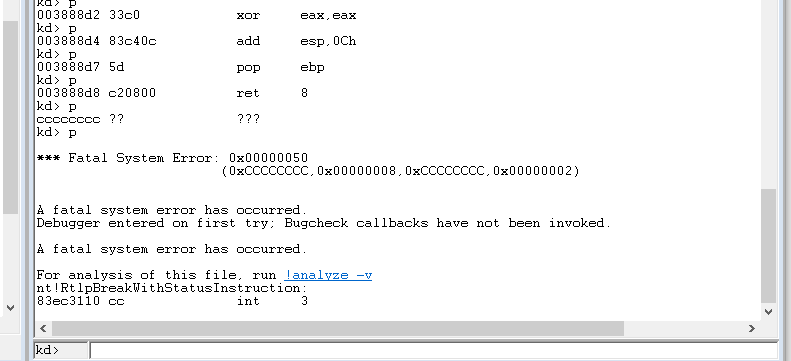 kd> p
003888d2 33c0 xor eax,eax
kd> p
003888d4 83c40c add esp,0Ch
kd> p
003888d7 5d pop ebp
kd> p
003888d8 c20800 ret 8
kd> p
cccccccc ?? ???
kd> p
*** Fatal System Error: 0x00000050
(0xCCCCCCCC,0x00000008,0xCCCCCCCC,0x00000002)
A fatal system error has occurred.
Debugger entered on first try; Bugcheck callbacks have not been invoked.
A fatal system error has occurred.
For analysis of this file, run !analyze -v
nt!RtlpBreakWithStatusInstruction:
83ec3110 cc int 3
kd>